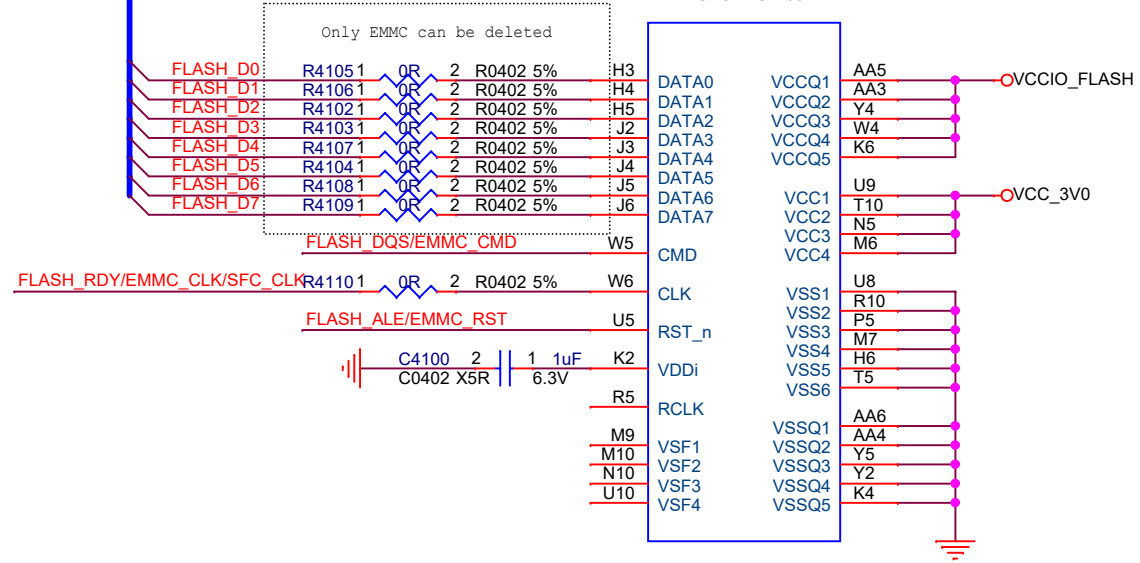 Only EMMC can be deleted
FLASH_D0 R4105 1 0R 2 R0402 5% H3 DATA0
FLASH_D1 R4106 1 0R 2 R0402 5% H4 DATA1
FLASH_D2 R4102 1 0R 2 R0402 5% H5 DATA2
FLASH_D3 R4103 1 0R 2 R0402 5% J2 DATA3
FLASH_D4 R4107 1 0R 2 R0402 5% J3 DATA4
FLASH_D5 R4104 1 0R 2 R0402 5% J4 DATA5
FLASH_D6 R4108 1 0R 2 R0402 5% J5 DATA6
FLASH_D7 R4109 1 0R 2 R0402 5% J6 DATA7
FLASH_DQS/EMMC_CMD W5 CMD
FLASH_RDY/EMMC_CLK/SFC_CLK R4110 1 0R 2 R0402 5% W6 CLK
FLASH_ALE/EMMC_RST U5 RST_n
C4100 2 1 1uF K2 VDDi
C0402 X5R 6.3V
R5 RCLK
M9 VSF1
M10 VSF2
N10 VSF3
U10 VSF4
VCCQ1 AA5 VCCIO_FLASH
VCCQ2 AA3
VCCQ3 Y4
VCCQ4 W4
VCCQ5 K6
VCC1 U9 VCC_3V0
VCC2 T10
VCC3 N5
VCC4 M6
VSS1 U8
VSS2 R10
VSS3 P5
VSS4 M7
VSS5 H6
VSS6 T5
VSSQ1 AA6
VSSQ2 AA4
VSSQ3 Y5
VSSQ4 Y2
VSSQ5 K4